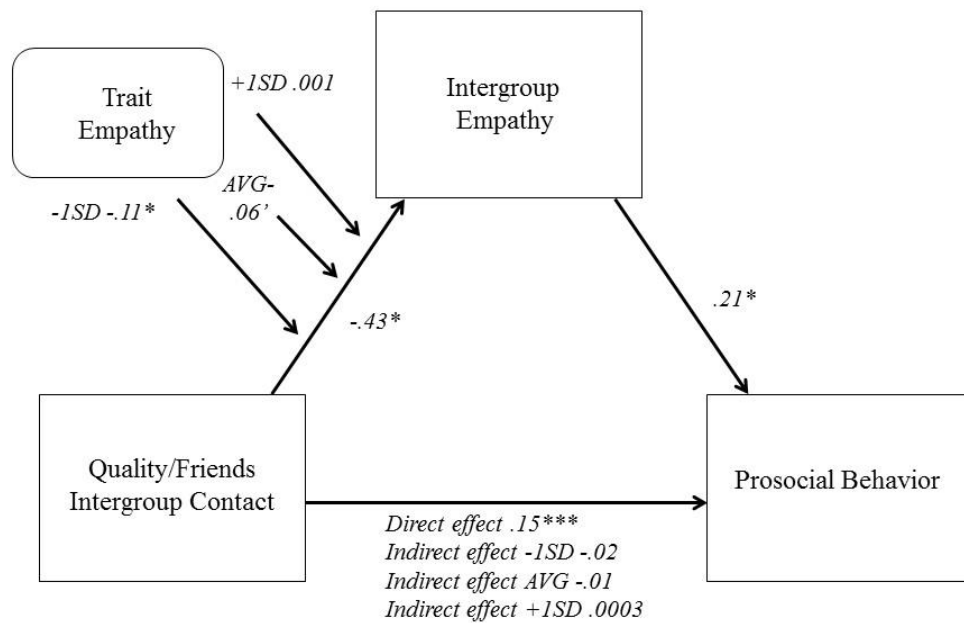 Trait
Empathy
+1SD .001
Intergroup
Empathy
AVG-
.06’
-1SD -.11*
-.43*
.21*
Quality/Friends
Intergroup Contact
Prosocial Behavior
Direct effect .15***
Indirect effect -1SD -.02
Indirect effect AVG -.01
Indirect effect +1SD .0003